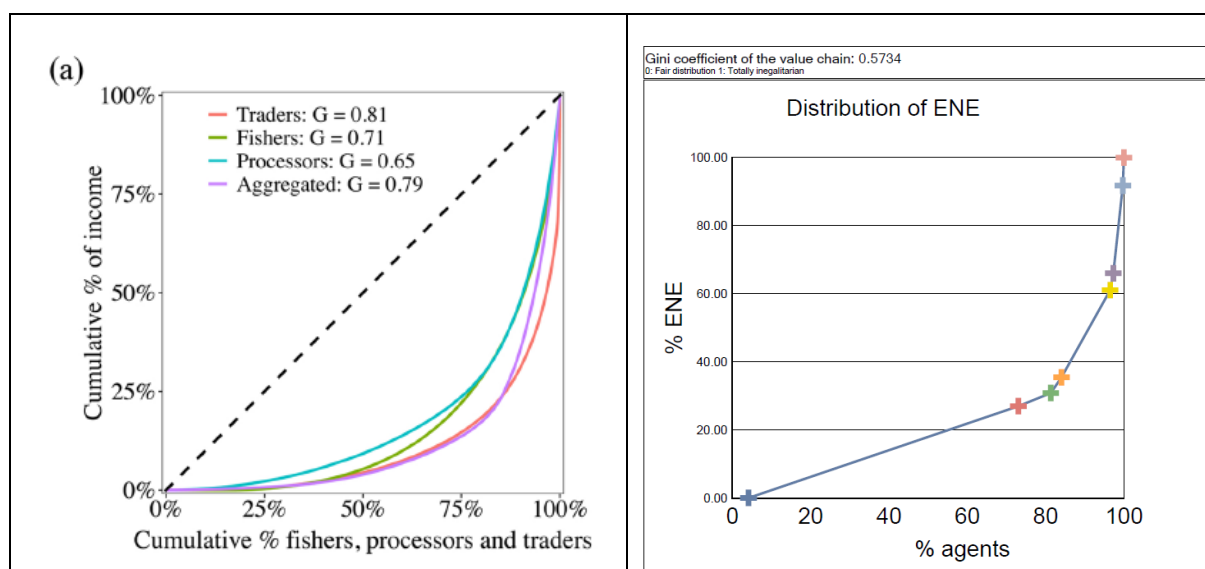 (a)
100%
75%
50%
25%
0%
Cumulative % of income
Traders: G = 0.81
Fishers: G = 0.71
Processors: G = 0.65
Aggregated: G = 0.79
0% 25% 50% 75% 100%
Cumulative % fishers, processors and traders
Gini coefficient of the value chain: 0.5734
0: Fair distribution 1: Totally inegalitarian
Distribution of ENE
100.00
80.00
60.00
40.00
20.00
0.00
% ENE
0 20 40 60 80 100
% agents